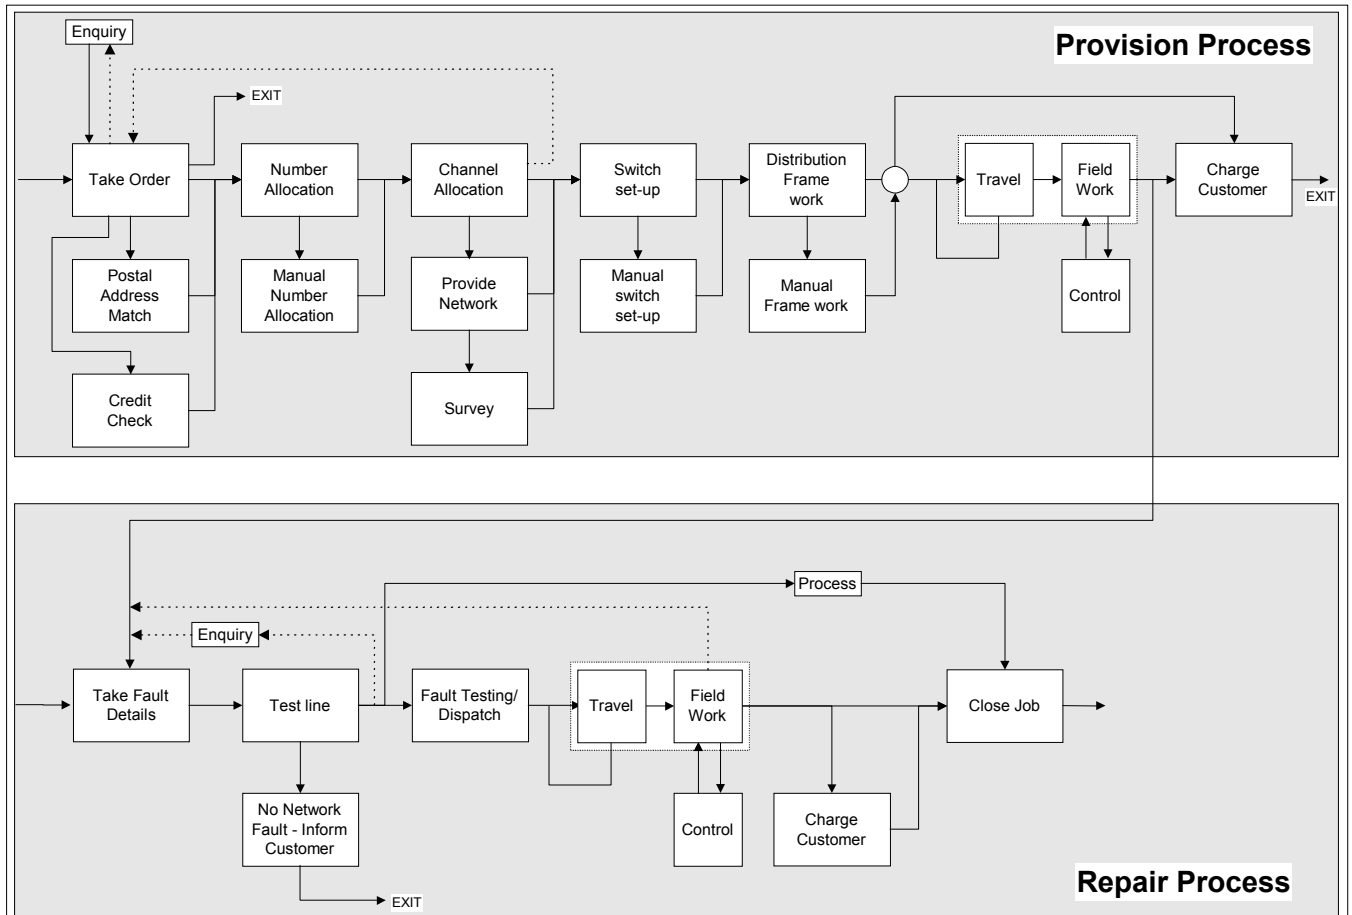 Enquiry
Provision Process
EXIT
Take Order
Number
Allocation
Channel
Allocation
Switch
set-up
Distribution
Frame
work
Travel
Field
Work
Charge
Customer
EXIT
Postal
Address
Match
Manual
Number
Allocation
Provide
Network
Manual
switch
set-up
Manual
Frame work
Control
Credit
Check
Survey
Process
Enquiry
Take Fault
Details
Test line
Fault Testing/
Dispatch
Travel
Field
Work
Close Job
No Network
Fault - Inform
Customer
Control
Charge
Customer
Repair Process
EXIT